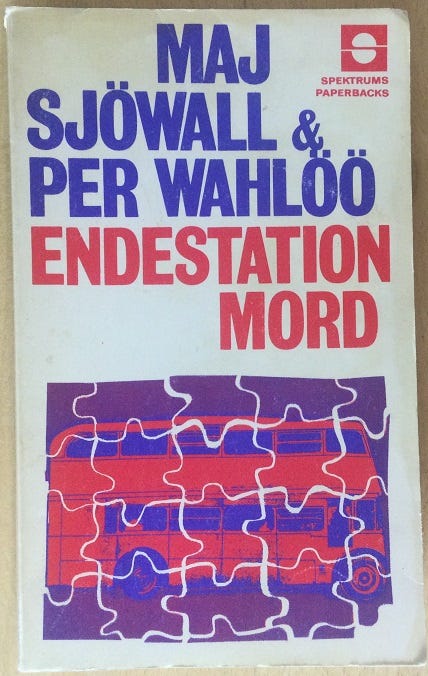 MAJ
SJÖWALL &
PER WAHLÖÖ
ENDESTATION
MORD
S
SPEKTRUMS
PAPERBACKS